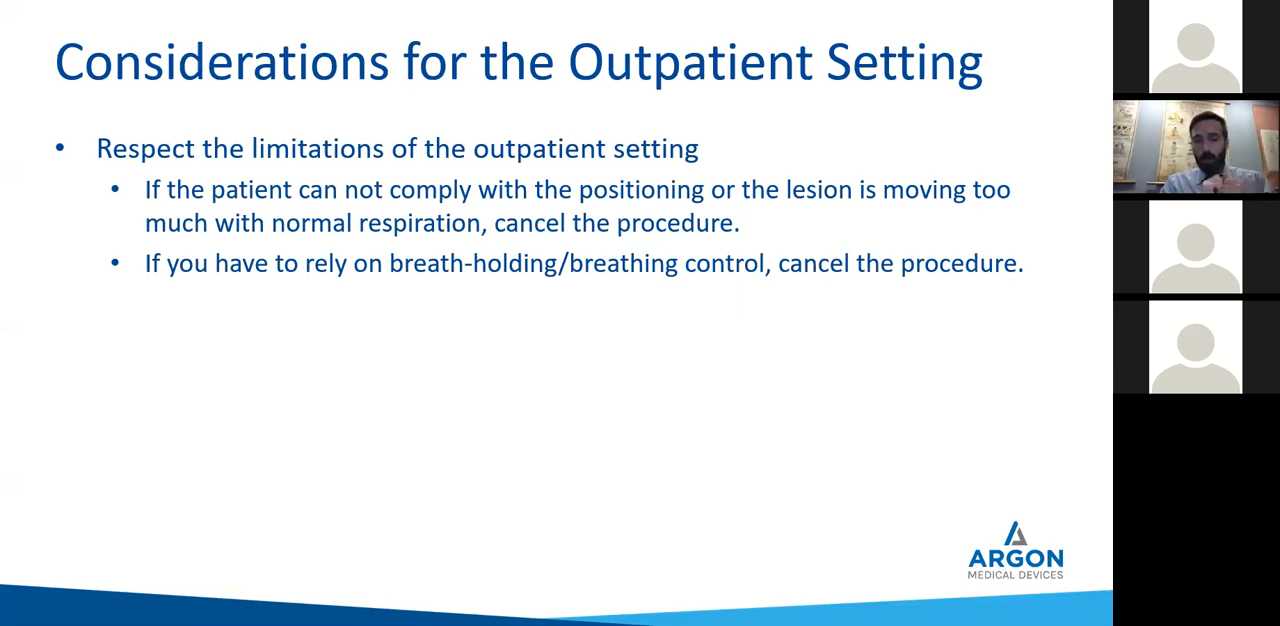 Considerations for the Outpatient Setting
• Respect the limitations of the outpatient setting
• If the patient can not comply with the positioning or the lesion is moving too
much with normal respiration, cancel the procedure.
• If you have to rely on breath-holding/breathing control, cancel the procedure.
ARGON
MEDICAL DEVICES